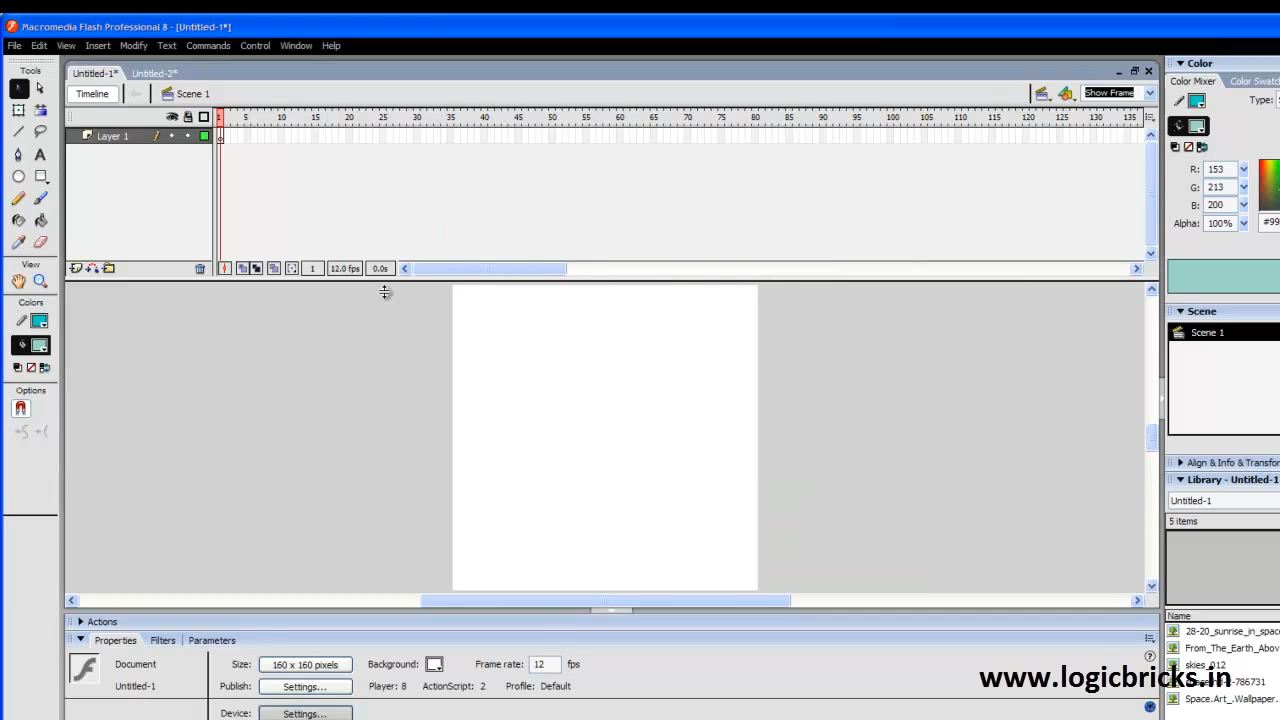 Macromedia Flash Professional 8 - [Untitled-1*]
File Edit View Insert Modify Text Commands Control Window Help
Tools
Untitled-1* Untitled-2*
Timeline Scene 1 Show Frame
1 5 10 15 20 25 30 35 40 45 50 55 60 65 70 75 80 85 90 95 100 105 110 115 120 125 130 135
Layer 1
1 12.0 fps 0.0s
View
Colors
Options
Color
Color Mixer Color Swatc
Type:
R: 153
G: 213
B: 200
Alpha: 100% #99
Scene
Scene 1
Align & Info & Transfor
Library - Untitled-1
Untitled-1
5 items
Name
28-20_sunrise_in_space
From_The_Earth_Above
skies_012
-786731
Space.Art_.Wallpaper.
Actions
Properties Filters Parameters
Document
Untitled-1
Size: 160 x 160 pixels Background: Frame rate: 12 fps
Publish: Settings... Player: 8 ActionScript: 2 Profile: Default
Device: Settings...
www.logicbricks.in